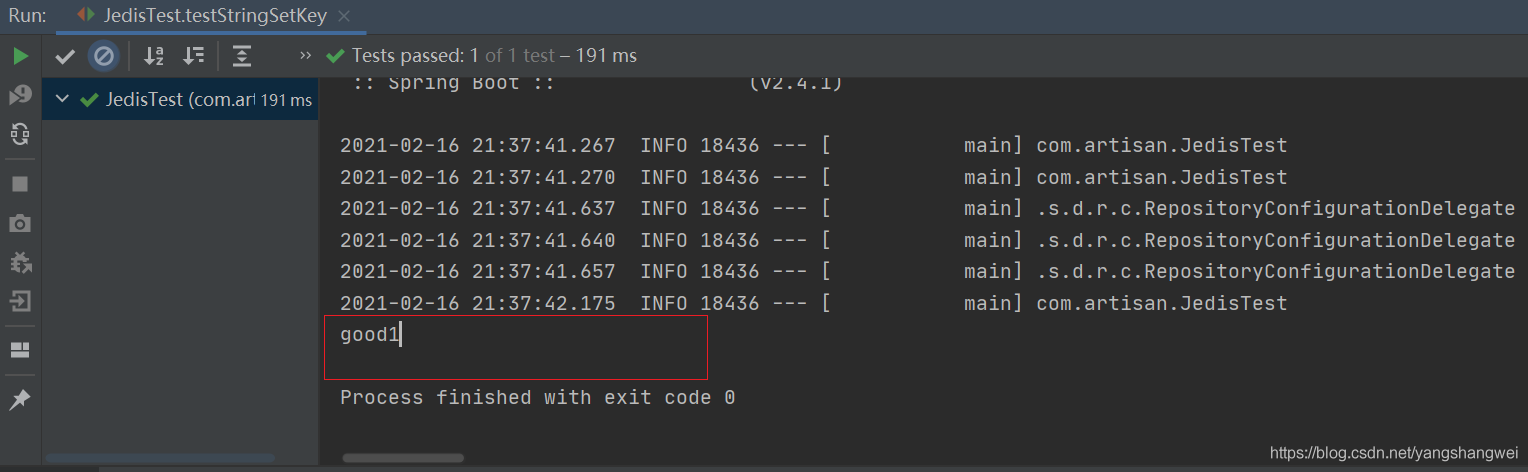 Run: JedisTest.testStringSetKey
Tests passed: 1 of 1 test – 191 ms
JedisTest (com.art 191 ms
:: Spring Boot :: (v2.4.1)
2021-02-16 21:37:41.267 INFO 18436 --- [ main] com.artisan.JedisTest
2021-02-16 21:37:41.270 INFO 18436 --- [ main] com.artisan.JedisTest
2021-02-16 21:37:41.637 INFO 18436 --- [ main] .s.d.r.c.RepositoryConfigurationDelegate
2021-02-16 21:37:41.640 INFO 18436 --- [ main] .s.d.r.c.RepositoryConfigurationDelegate
2021-02-16 21:37:41.657 INFO 18436 --- [ main] .s.d.r.c.RepositoryConfigurationDelegate
2021-02-16 21:37:42.175 INFO 18436 --- [ main] com.artisan.JedisTest
good1
Process finished with exit code 0
https://blog.csdn.net/yangshangwei